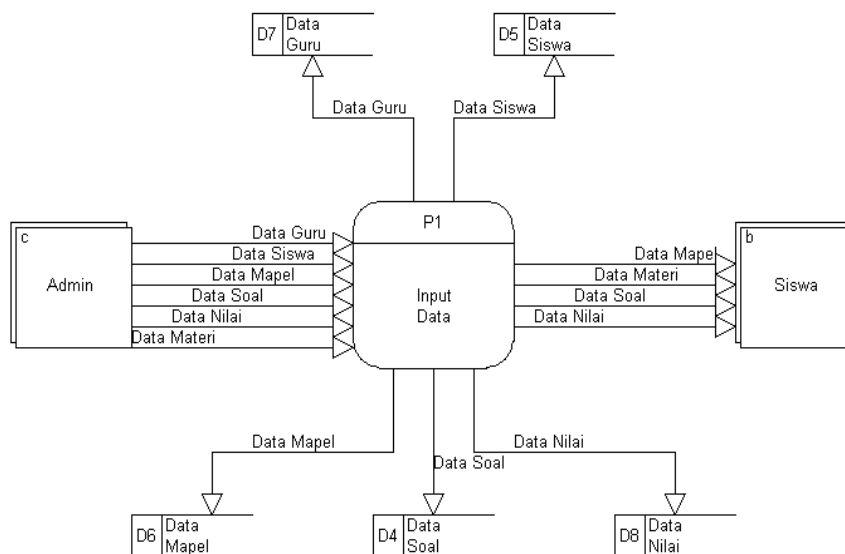 D7 Data Guru
D5 Data Siswa
Data Guru
Data Siswa
P1
Input
Data
c
Admin
Data Guru
Data Siswa
Data Mapel
Data Soal
Data Nilai
Data Materi
Data Mape
Data Materi
Data Soal
Data Nilai
b
Siswa
Data Mapel
Data Soal
Data Nilai
D6 Data Mapel
D4 Data Soal
D8 Data Nilai